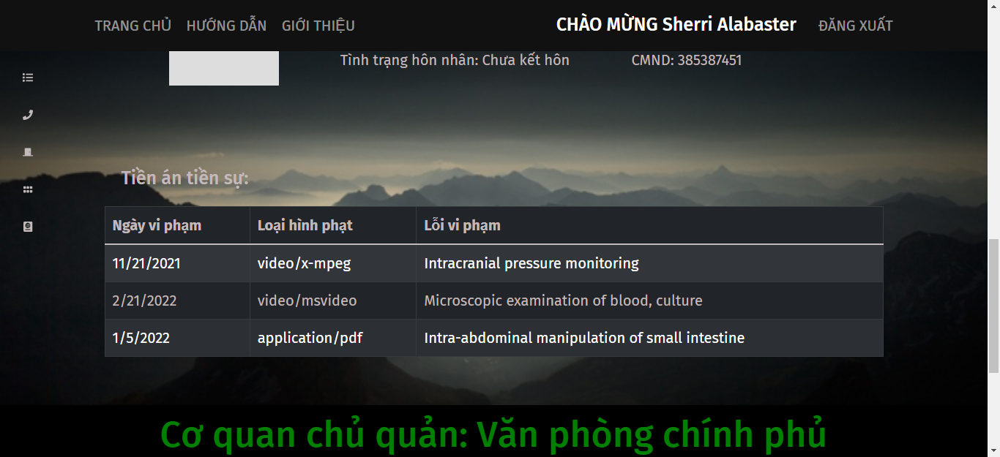 TRANG CHỦ HƯỚNG DẪN GIỚI THIỆU CHÀO MỪNG Sherri Alabaster ĐĂNG XUẤT
Tình trạng hôn nhân: Chưa kết hôn CMND: 385387451
Tiền án tiền sự:
Ngày vi phạm Loại hình phạt Lỗi vi phạm
11/21/2021 video/x-mpeg Intracranial pressure monitoring
2/21/2022 video/msvideo Microscopic examination of blood, culture
1/5/2022 application/pdf Intra-abdominal manipulation of small intestine
Cơ quan chủ quản: Văn phòng chính phủ